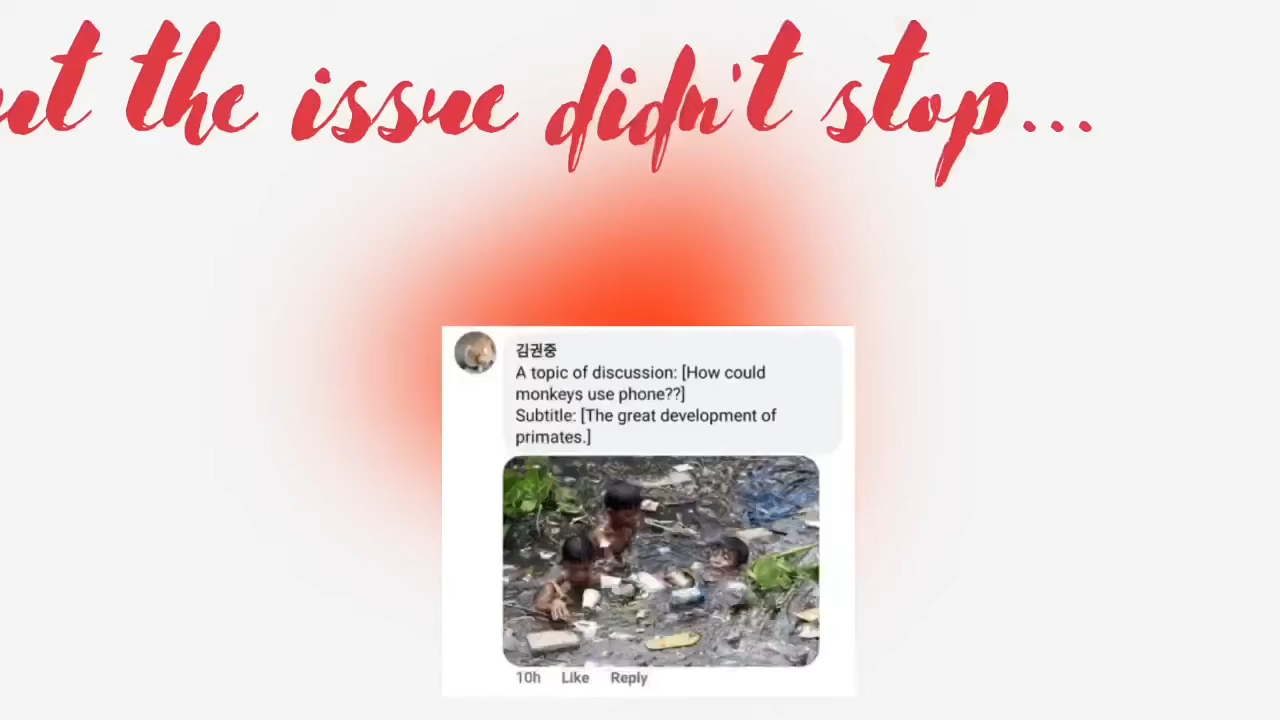 ut the issue didn't stop...
김권중
A topic of discussion: [How could
monkeys use phone??]
Subtitle: [The great development of
primates.]
10h Like Reply